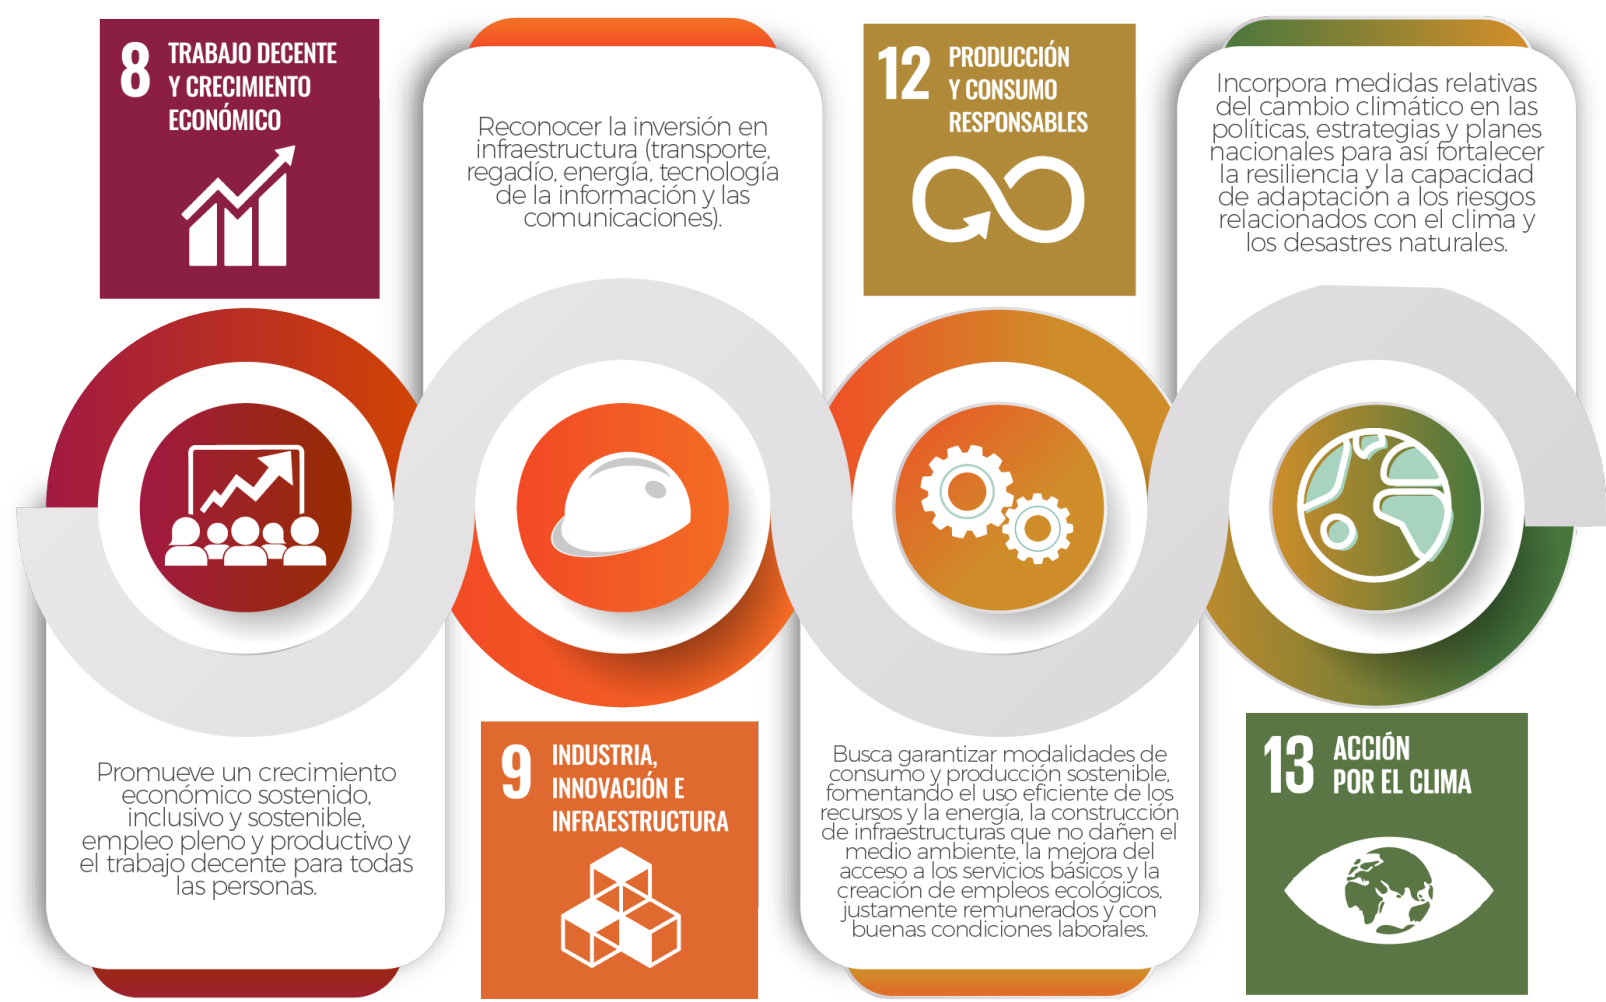 8
TRABAJO DECENTE
Y CRECIMIENTO
ECONÓMICO
Promueve un crecimiento
económico sostenido,
inclusivo y sostenible,
empleo pleno y productivo y
el trabajo decente para todas
las personas.
Reconocer la inversión en
infraestructura (transporte,
regadío, energía, tecnología
de la información y las
comunicaciones).
9
INDUSTRIA,
INNOVACIÓN E
INFRAESTRUCTURA
12
PRODUCCIÓN
Y CONSUMO
RESPONSABLES
Busca garantizar modalidades de
consumo y producción sostenible,
fomentando el uso eficiente de los
recursos y la energía, la construcción
de infraestructuras que no dañen el
medio ambiente, la mejora del
acceso a los servicios básicos y la
creación de empleos ecológicos,
justamente remunerados y con
buenas condiciones laborales.
Incorpora medidas relativas
del cambio climático en las
políticas, estrategias y planes
nacionales para así fortalecer
la resiliencia y la capacidad
de adaptación a los riesgos
relacionados con el clima y
los desastres naturales.
13
ACCIÓN
POR EL CLIMA